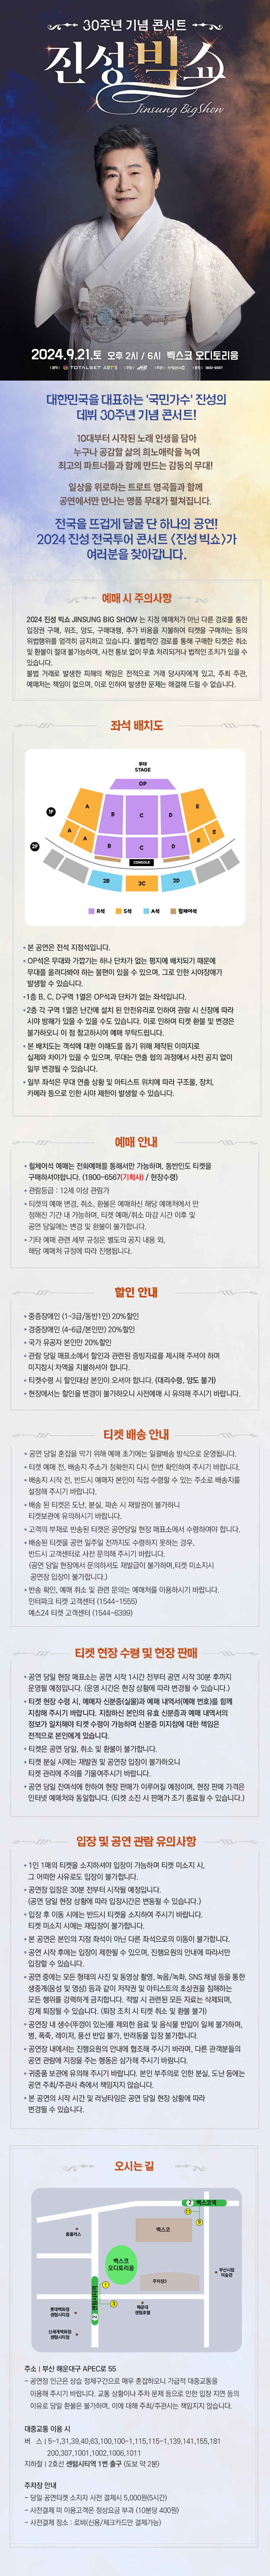 30주년 기념 콘서트
진성빅쇼
Jinsung BigShow
2024.9.21.토 오후 2시 / 6시 벡스코 오디토리움
대한민국을 대표하는 '국민가수' 진성의
데뷔 30주년 기념 콘서트!
10대부터 시작된 노래 인생을 담아
누구나 공감할 삶의 희노애락을 녹여
최고의 파트너들과 함께 만드는 감동의 무대!
일상을 위로하는 트로트 명곡들과 함께
공연에서만 만나는 명품 무대가 펼쳐집니다.
전국을 뜨겁게 달굴 단 하나의 공연!
2024 진성 전국투어 콘서트 <진성 빅쇼>가
여러분을 찾아갑니다.
예매 시 주의사항
2024 진성 빅쇼 JINSUNG BIG SHOW 는 지정 예매처가 아닌 다른 경로를 통한
입장권 구매, 위조, 양도, 구매대행, 추가 비용을 지불하여 티켓을 구매하는 등의
위법행위를 엄격히 금지하고 있습니다. 불법적인 경로를 통해 구매한 티켓은 취소
및 환불이 절대 불가능하며, 사전 통보 없이 무효 처리되거나 법적인 조치가 있을 수
있습니다.
불법 거래로 발생한 피해의 책임은 전적으로 거래 당사자에게 있고, 주최 주관,
예매처는 책임이 없으며, 이로 인하여 발생한 문제는 해결해 드릴 수 없습니다.
좌석 배치도
무대
STAGE
OP
A B C D E
1F
A A B C D E E
CONSOLE
2F
2B 2C 2D
R석 S석 A석 휠체어석
• 본 공연은 전석 지정석입니다.
• OP석은 무대와 가깝기는 하나 단차가 없는 평지에 배치되기 때문에
무대를 올려다봐야 하는 불편이 있을 수 있으며, 그로 인한 시야장애가
발생할 수 있습니다.
• 1층 B, C, D구역 1열은 OP석과 단차가 없는 좌석입니다.
• 2층 각 구역 1열은 난간에 설치 된 안전유리로 인하여 관람 시 신장에 따라
시야 방해가 있을 수 있을 수도 있습니다. 이로 인하여 티켓 환불 및 변경은
불가하오니 이 점 참고하시어 예매 부탁드립니다.
• 본 배치도는 객석에 대한 이해도를 돕기 위해 제작된 이미지로
실제와 차이가 있을 수 있으며, 무대는 연출 협의 과정에서 사전 공지 없이
일부 변경될 수 있습니다.
• 일부 좌석은 무대 연출 상황 및 아티스트 위치에 따라 구조물, 장치,
카메라 등으로 인한 시야 제한이 발생할 수 있습니다.
예매 안내
• 휠체어석 예매는 전화예매를 통해서만 가능하며, 동반인도 티켓을
구매하셔야합니다. (1800-6567(기획사) / 현장수령)
• 관람등급 : 12세 이상 관람가
• 티켓의 예매 변경, 취소, 환불은 예매하신 해당 예매처에서 만
정해진 기간 내 가능하며, 티켓 예매/취소 마감 시간 이후 및
공연 당일에는 변경 및 환불이 불가합니다.
• 기타 예매 관련 세부 규정은 별도의 공지 내용 외,
해당 예매처 규정에 따라 진행됩니다.
할인 안내
• 중증장애인 (1-3급/동반1인) 20%할인
• 경증장애인 (4-6급/본인만) 20%할인
• 국가 유공자 본인만 20%할인
• 관람 당일 매표소에서 할인과 관련된 증빙자료를 제시해 주셔야 하며
미지참시 차액을 지불하셔야 합니다.
• 티켓수령 시 할인대상 본인이 오셔야 합니다. (대리수령, 양도 불가)
• 현장에서는 할인율 변경이 불가하오니 사전예매 시 유의해 주시기 바랍니다.
티켓 배송 안내
• 공연 당일 혼잡을 막기 위해 예매 초기에는 일괄배송 방식으로 운영됩니다.
• 티켓 예매 전, 배송지 주소가 정확한지 다시 한번 확인하여 주시기 바랍니다.
• 배송지 시작 전, 반드시 예매자 본인이 직접 수령할 수 있는 주소로 배송지를
설정해 주시기 바랍니다.
• 배송 된 티켓은 도난, 분실, 파손 시 재발권이 불가하니
티켓보관에 유의하시기 바랍니다.
• 고객의 부재로 반송된 티켓은 공연당일 현장 매표소에서 수령하여야 합니다.
• 배송된 티켓을 공연 일주일 전까지도 수령하지 못하는 경우,
반드시 고객센터로 사전 문의해 주시기 바랍니다.
(공연 당일 현장에서 문의하셔도 재발급이 불가하며,티켓 미소지시
공연장 입장이 불가합니다.)
• 반송 확인, 예매 취소 및 관련 문의는 예매처를 이용하시기 바랍니다.
인터파크 티켓 고객센터 (1544-1555)
예스24 티켓 고객센터 (1544-6399)
티켓 현장 수령 및 현장 판매
• 공연 당일 현장 매표소는 공연 시작 1시간 전부터 공연 시작 30분 후까지
운영될 예정입니다. (운영 시간은 현장 상황에 따라 변경될 수 있습니다.)
• 티켓 현장 수령 시, 예매자 신분증(실물)과 예매 내역서(예매 번호)를 함께
지참해 주시기 바랍니다. 지참하신 본인의 유효 신분증과 예매 내역서의
정보가 일치해야 티켓 수령이 가능하며 신분증 미지참에 대한 책임은
전적으로 본인에게 있습니다.
• 티켓은 공연 당일, 취소 및 환불이 불가합니다.
• 티켓 분실 시에는 재발권 및 공연장 입장이 불가하오니
티켓 관리에 주의를 기울여주시기 바랍니다.
• 공연 당일 잔여석에 한하여 현장 판매가 이루어질 예정이며, 현장 판매 가격은
인터넷 예매처와 동일합니다. (티켓 소진 시 판매가 조기 종료될 수 있습니다.)
입장 및 공연 관람 유의사항
• 1인 1매의 티켓을 소지하셔야 입장이 가능하며 티켓 미소지 시,
그 어떠한 사유로도 입장이 불가합니다.
• 공연장 입장은 30분 전부터 시작될 예정입니다.
(공연 당일 현장 상황에 따라 입장시간은 변동될 수 있습니다.)
• 입장 후 이동 시에는 반드시 티켓을 소지하여 주시기 바랍니다.
티켓 미소지 시에는 재입장이 불가합니다.
• 본 공연은 본인의 지정 좌석이 아닌 다른 좌석으로의 이동이 불가합니다.
• 공연 시작 후에는 입장이 제한될 수 있으며, 진행요원의 안내에 따라서만
입장할 수 있습니다.
• 공연 중에는 모든 형태의 사진 및 동영상 촬영, 녹음/녹화, SNS 채널 등을 통한
생중계(음성 및 영상) 등과 같이 저작권 및 아티스트의 초상권을 침해하는
모든 행위를 강력하게 금지합니다. 적발 시 관련된 모든 자료는 삭제되며,
강제 퇴장될 수 있습니다. (퇴장 조치 시 티켓 취소 및 환불 불가)
• 공연장 내 생수(뚜껑이 있는)를 제외한 음료 및 음식물 반입이 일체 불가하며,
병, 폭죽, 레이저, 풍선 반입 불가, 반려동물 입장 불가합니다.
• 공연장 내에서는 진행요원의 안내에 협조해 주시기 바라며, 다른 관객분들의
공연 관람에 지장을 주는 행동은 삼가해 주시기 바랍니다.
• 귀중품 보관에 유의해 주시기 바랍니다. 본인 부주의로 인한 분실, 도난 등에는
공연 주최/주관사 측에서 책임지지 않습니다.
• 본 공연의 시작 시간 및 러닝타임은 공연 당일 현장 상황에 따라
변경될 수 있습니다.
오시는 길
2 벡스코역
11
9
홈플러스
벡스코
벡스코
오디토리움
부산시립
미술관
주차장3
1
센텀시티역
2
3
롯데백화점
센텀시티점
해운대
센텀호텔
신세계백화점
센텀시티점
주소 | 부산 해운대구 APEC로 55
- 공연장 인근은 상습 정체구간으로 매우 혼잡하오니 가급적 대중교통을
이용해 주시기 바랍니다. 교통 상황이나 주차 문제 등으로 인한 입장 지연 등의
이유로 당일 환불은 불가하며, 이에 대해 주최/주관사는 책임지지 않습니다.
대중교통 이용 시
버 스 | 5-1,31,39,40,63,100,100-1,115,115-1,139,141,155,181
200,307,1001,1002,1006,1011
지하철 | 2호선 센텀시티역 1번 출구 (도보 약 2분)
주차장 안내
- 당일 공연티켓 소지자 사전 결제시 5,000원(5시간)
- 사전결제 미 이용고객은 정상요금 부과 (10분당 400원)
- 사전결제 장소 : 로비(신용/체크카드만 결제가능)